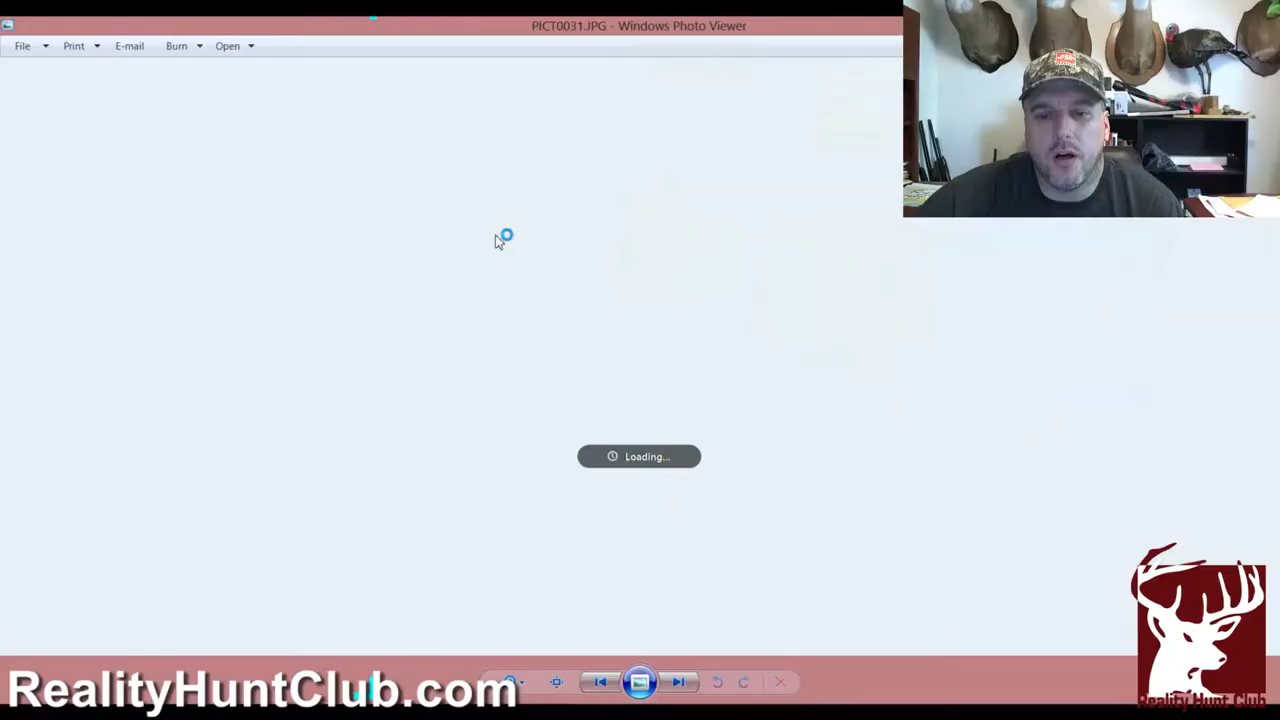 PICT0031.JPG - Windows Photo Viewer
File Print E-mail Burn Open
Loading...
RealityHuntClub.com
Reality Hunt Club